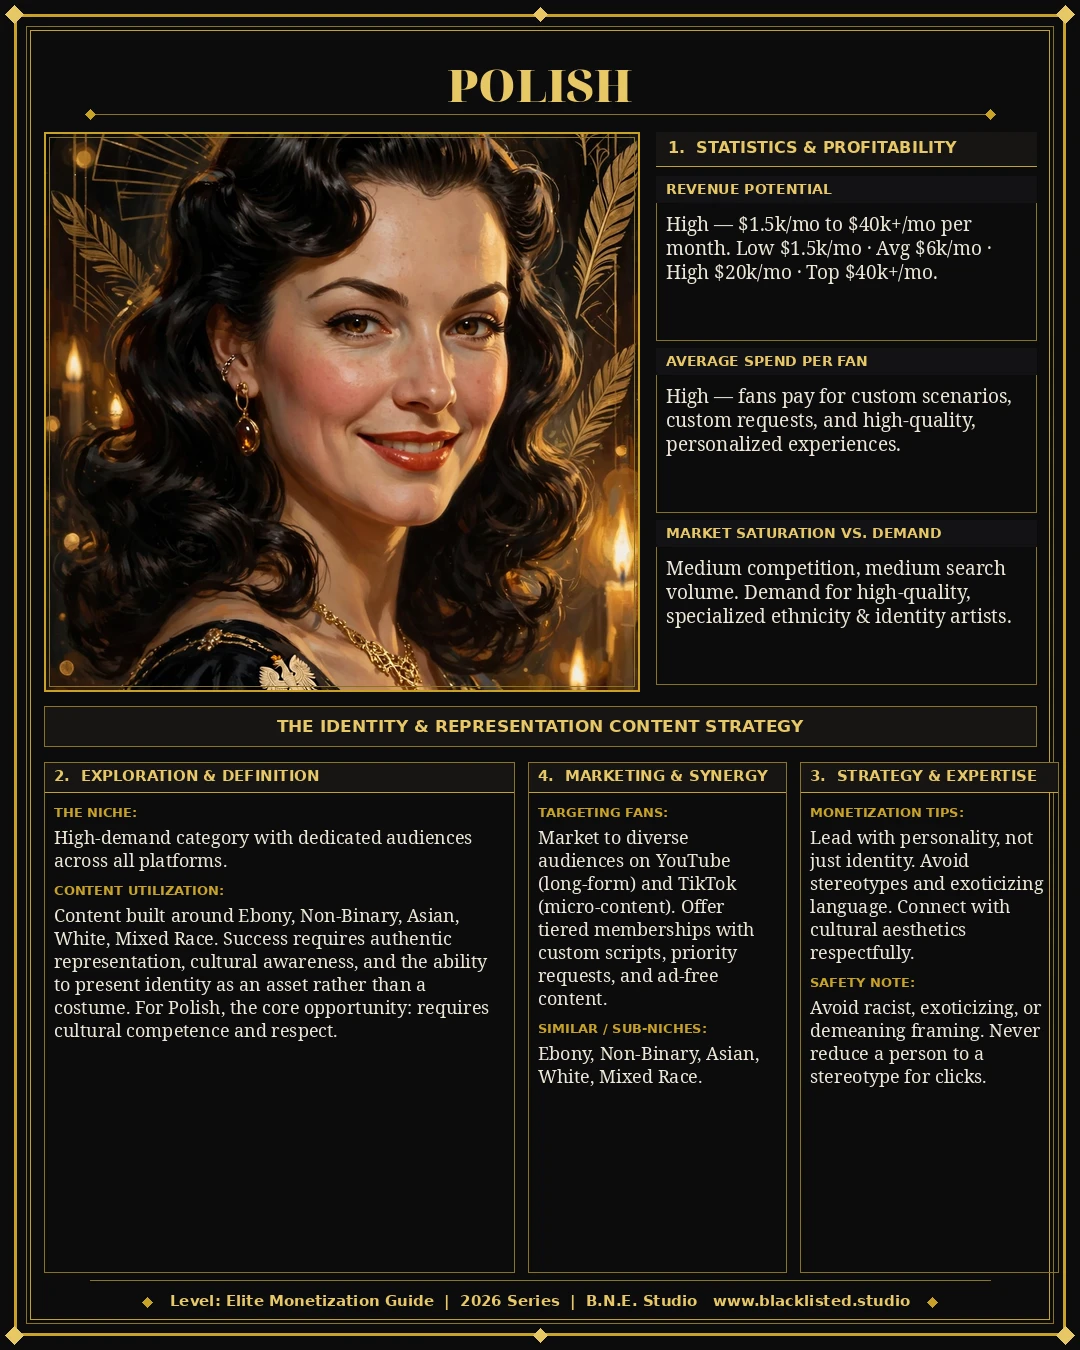 POLISH
1. STATISTICS & PROFITABILITY
REVENUE POTENTIAL
High — $1.5k/mo to $40k+/mo per
month. Low $1.5k/mo · Avg $6k/mo ·
High $20k/mo · Top $40k+/mo.
AVERAGE SPEND PER FAN
High — fans pay for custom scenarios,
custom requests, and high-quality,
personalized experiences.
MARKET SATURATION VS. DEMAND
Medium competition, medium search
volume. Demand for high-quality,
specialized ethnicity & identity artists.
THE IDENTITY & REPRESENTATION CONTENT STRATEGY
2. EXPLORATION & DEFINITION
THE NICHE:
High-demand category with dedicated audiences
across all platforms.
CONTENT UTILIZATION:
Content built around Ebony, Non-Binary, Asian,
White, Mixed Race. Success requires authentic
representation, cultural awareness, and the ability
to present identity as an asset rather than a
costume. For Polish, the core opportunity: requires
cultural competence and respect.
4. MARKETING & SYNERGY
TARGETING FANS:
Market to diverse
audiences on YouTube
(long-form) and TikTok
(micro-content). Offer
tiered memberships with
custom scripts, priority
requests, and ad-free
content.
SIMILAR / SUB-NICHES:
Ebony, Non-Binary, Asian,
White, Mixed Race.
3. STRATEGY & EXPERTISE
MONETIZATION TIPS:
Lead with personality, not
just identity. Avoid
stereotypes and exoticizing
language. Connect with
cultural aesthetics
respectfully.
SAFETY NOTE:
Avoid racist, exoticizing, or
demeaning framing. Never
reduce a person to a
stereotype for clicks.
Level: Elite Monetization Guide | 2026 Series | B.N.E. Studio www.blacklisted.studio